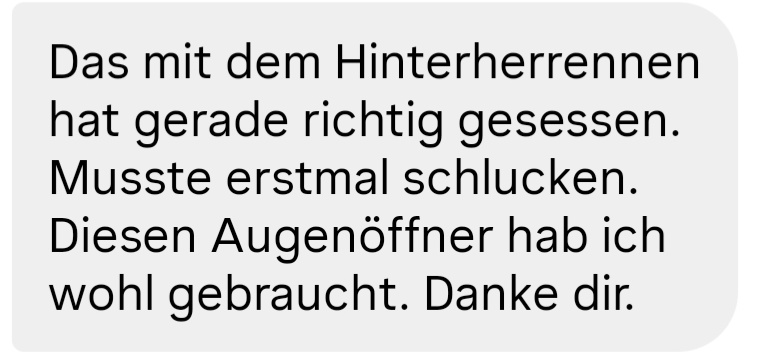 Das mit dem Hinterherrennen
hat gerade richtig gesessen.
Musste erstmal schlucken.
Diesen Augenöffner hab ich
wohl gebraucht. Danke dir.